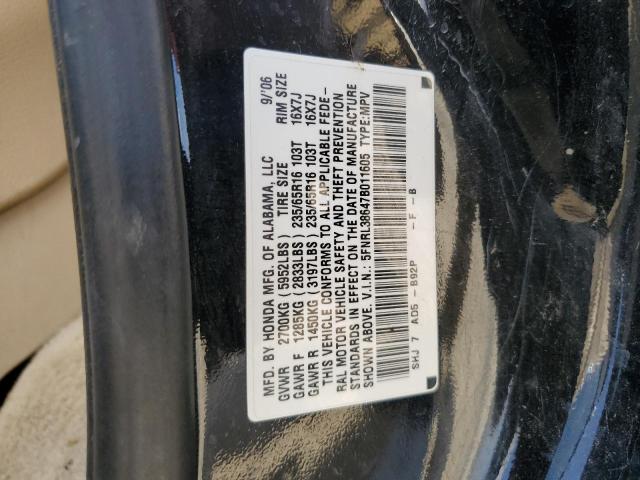 MFD. BY HONDA MFG. OF ALABAMA, LLC 9/'06
GVWR 2700KG (5952LBS) TIRE SIZE RIM SIZE
GAWR F 1285KG (2833LBS) 235/65R16 103T 16X7J
GAWR R 1450KG (3197LBS) 235/65R16 103T 16X7J
THIS VEHICLE CONFORMS TO ALL APPLICABLE FEDE-
RAL MOTOR VEHICLE SAFETY AND THEFT PREVENTION
STANDARDS IN EFFECT ON THE DATE OF MANUFACTURE
SHOWN ABOVE. V.I.N.: 5FNRL38647B011605 TYPE:MPV
SHJ 7 AD5 - B92P - F - B